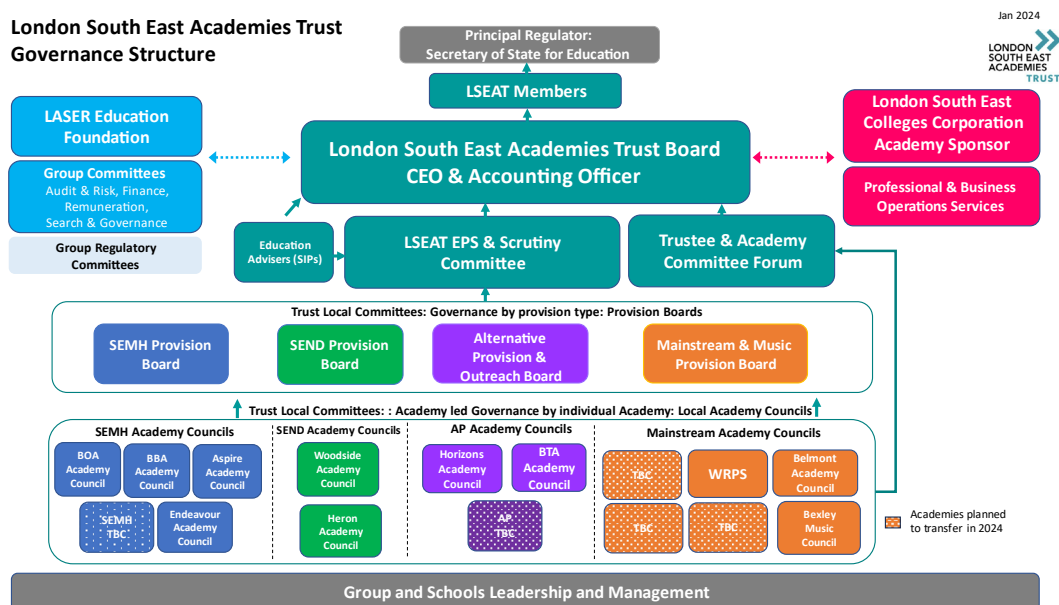 London South East Academies Trust
Governance Structure
Jan 2024
LONDON
SOUTH EAST
ACADEMIES
TRUST
Principal Regulator:
Secretary of State for Education
LSEAT Members
LASER Education
Foundation
Group Committees
Audit & Risk, Finance,
Remuneration,
Search & Governance
Group Regulatory
Committees
London South East Academies Trust Board
CEO & Accounting Officer
London South East
Colleges Corporation
Academy Sponsor
Professional & Business
Operations Services
Education
Advisers (SIPs)
LSEAT EPS & Scrutiny
Committee
Trustee & Academy
Committee Forum
Trust Local Committees: Governance by provision type: Provision Boards
SEMH Provision
Board
SEND Provision
Board
Alternative
Provision &
Outreach Board
Mainstream & Music
Provision Board
Trust Local Committees: : Academy led Governance by individual Academy: Local Academy Councils
SEMH Academy Councils
BOA
Academy
Council
BBA
Academy
Council
Aspire
Academy
Council
SEMH
TBC
Endeavour
Academy
Council
SEND Academy Councils
Woodside
Academy
Council
Heron
Academy
Council
AP Academy Councils
Horizons
Academy
Council
BTA
Academy
Council
AP
TBC
Mainstream Academy Councils
TBC
WRPS
Belmont
Academy
Council
TBC
TBC
Bexley
Music
Council
Academies planned
to transfer in 2024
Group and Schools Leadership and Management